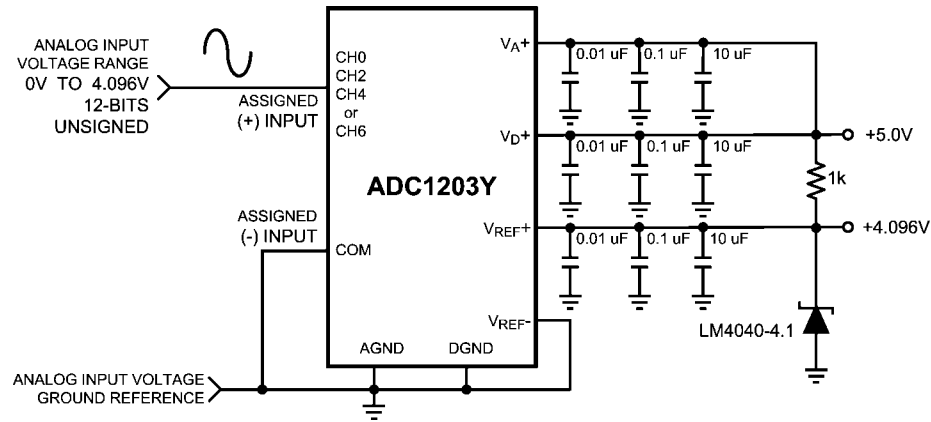 ANALOG INPUT
VOLTAGE RANGE
0V TO 4.096V
12-BITS
UNSIGNED
ASSIGNED
(+) INPUT
CH0
CH2
CH4
or
CH6
VA+
0.01 uF
0.1 uF
10 uF
VD+
0.01 uF
0.1 uF
10 uF
+5.0V
1k
ADC1203Y
ASSIGNED
(-) INPUT
COM
VREF+
0.01 uF
0.1 uF
10 uF
+4.096V
VREF-
LM4040-4.1
AGND
DGND
ANALOG INPUT VOLTAGE
GROUND REFERENCE